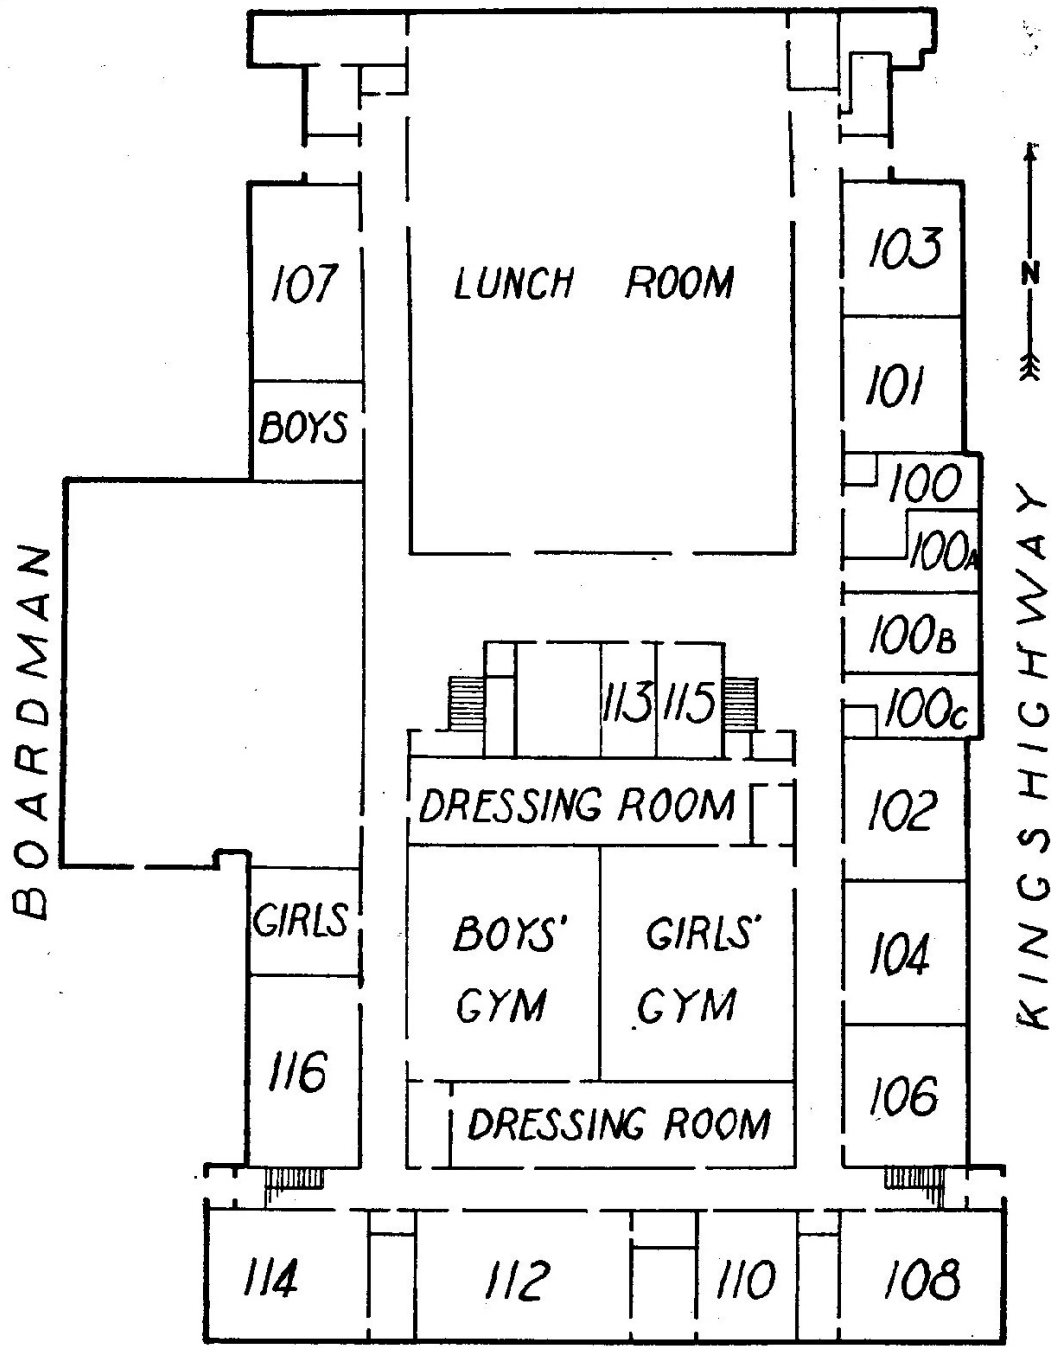 103
107
LUNCH ROOM
N
101
BOYS
100
100A
100B
113
115
100C
BOARDMAN
KINGSHIGHWAY
DRESSING ROOM
102
GIRLS
BOYS'
GYM
GIRLS'
GYM
104
116
106
DRESSING ROOM
114
112
110
108